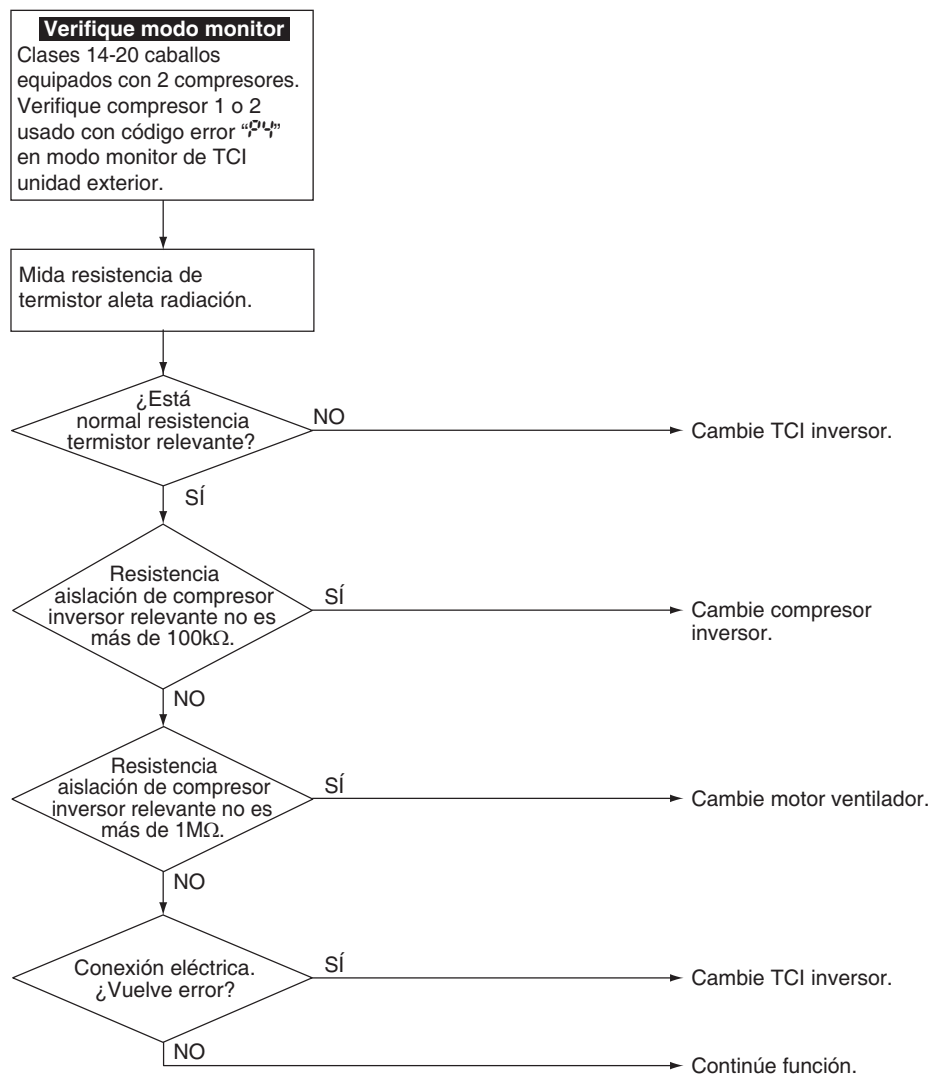 Verifique modo monitor
Clases 14-20 caballos
equipados con 2 compresores.
Verifique compresor 1 o 2
usado con código error “P4”
en modo monitor de TCI
unidad exterior.
Mida resistencia de
termistor aleta radiación.
¿Está
normal resistencia
termistor relevante?
NO
Cambie TCI inversor.
SÍ
Resistencia
aislación de compresor
inversor relevante no es
más de 100kΩ.
SÍ
Cambie compresor
inversor.
NO
Resistencia
aislación de compresor
inversor relevante no es
más de 1MΩ.
SÍ
Cambie motor ventilador.
NO
Conexión eléctrica.
¿Vuelve error?
SÍ
Cambie TCI inversor.
NO
Continúe función.